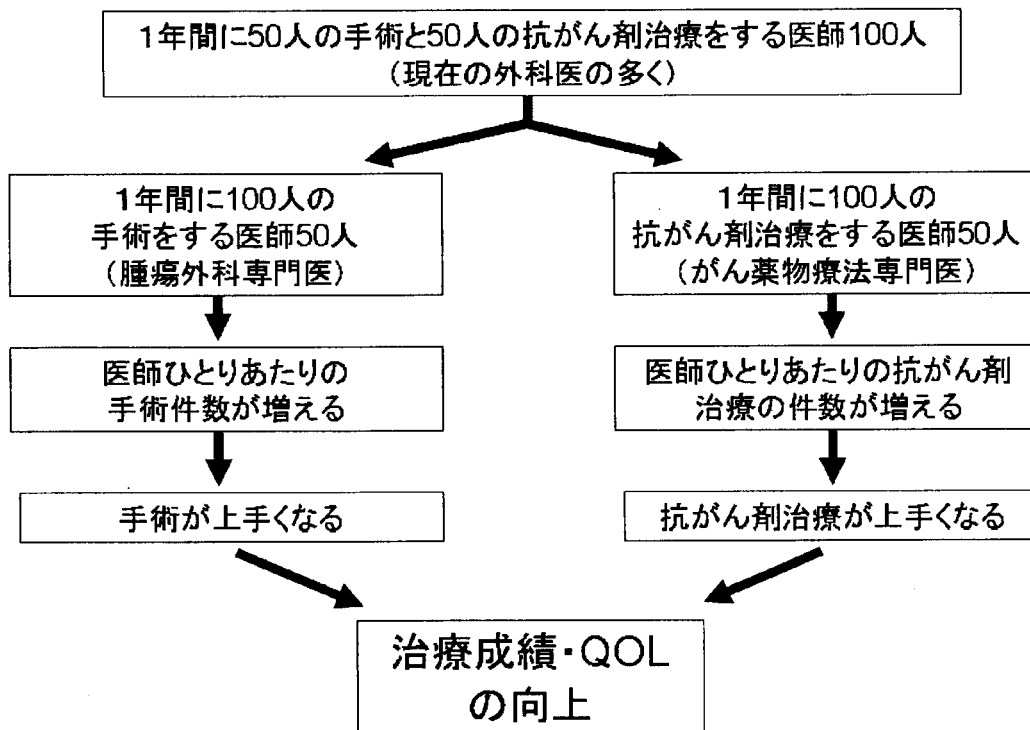 1年間に50人の手術と50人の抗がん剤治療をする医師100人
（現在の外科医の多く）
1年間に100人の
手術をする医師50人
（腫瘍外科専門医）
1年間に100人の
抗がん剤治療をする医師50人
（がん薬物療法専門医）
医師ひとりあたりの
手術件数が増える
医師ひとりあたりの抗がん剤
治療の件数が増える
手術が上手くなる
抗がん剤治療が上手くなる
治療成績・QOL
の向上